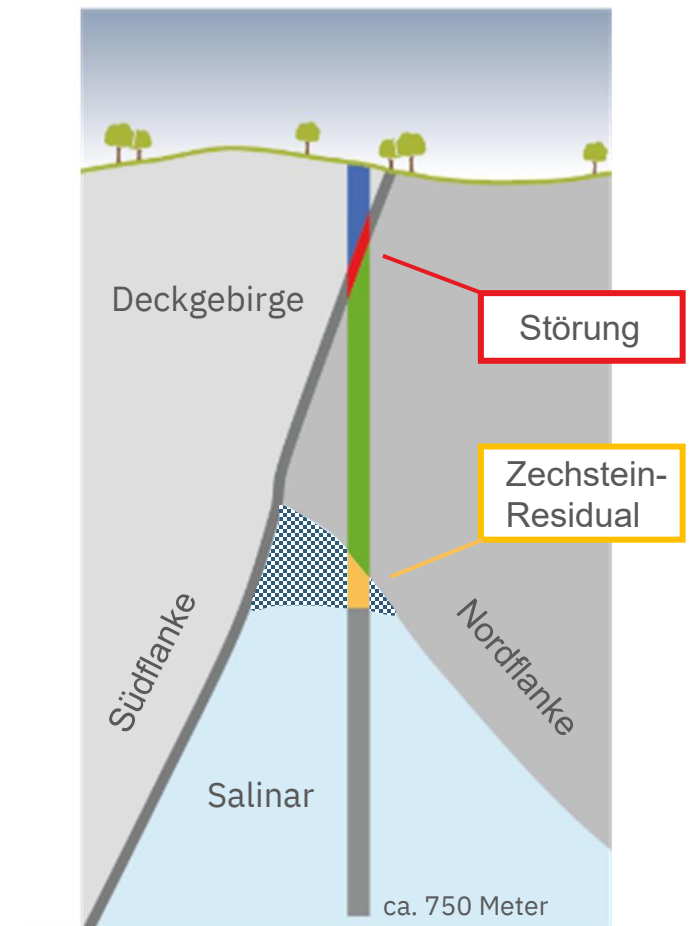 Deckgebirge
Störung
Zechstein-
Residual
Südflanke
Nordflanke
Salinar
ca. 750 Meter